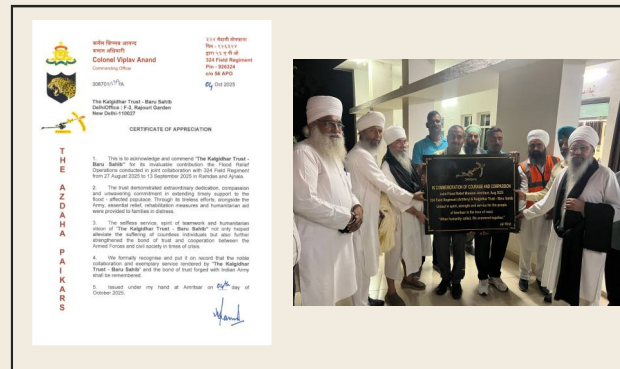 कर्नल विप्लव आनन्द
कमान अधिकारी
Colonel Viplav Anand
Commanding Officer
324 Field Regiment
Pin - 926324
c/o 56 APO
04 Oct 2025
The Kalgidhar Trust - Baru Sahib
Delhi Office : F-3, Rajouri Garden
New Delhi-110027
CERTIFICATE OF APPRECIATION
THE AZDAHA PAIKARS
1. This is to acknowledge and commend "The Kalgidhar Trust -
Baru Sahib" for its invaluable contribution the Flood Relief
Operations conducted in joint collaboration with 324 Field Regiment
from 27 August 2025 to 13 September 2025 in Ramdas and Ajnala.
2. The trust demonstrated extraordinary dedication, compassion
and unwavering commitment in extending timely support to the
flood - affected populace. Through its tireless efforts, alongside the
Army, essential relief, rehabilitation measures and humanitarian aid
were provided to families in distress.
3. The selfless service, spirit of teamwork and humanitarian
vision of "The Kalgidhar Trust - Baru Sahib" not only helped
alleviate the suffering of countless individuals but also further
strengthened the bond of trust and cooperation between the
Armed Forces and civil society in times of crisis.
4. We formally recognise and put it on record that the noble
collaboration and exemplary service rendered by "The Kalgidhar
Trust - Baru Sahib" and the bond of trust forged with Indian Army
shall be remembered.
5. Issued under my hand at Amritsar on 04th day of
October 2025.
IN COMMEMORATION OF COURAGE AND COMPASSION